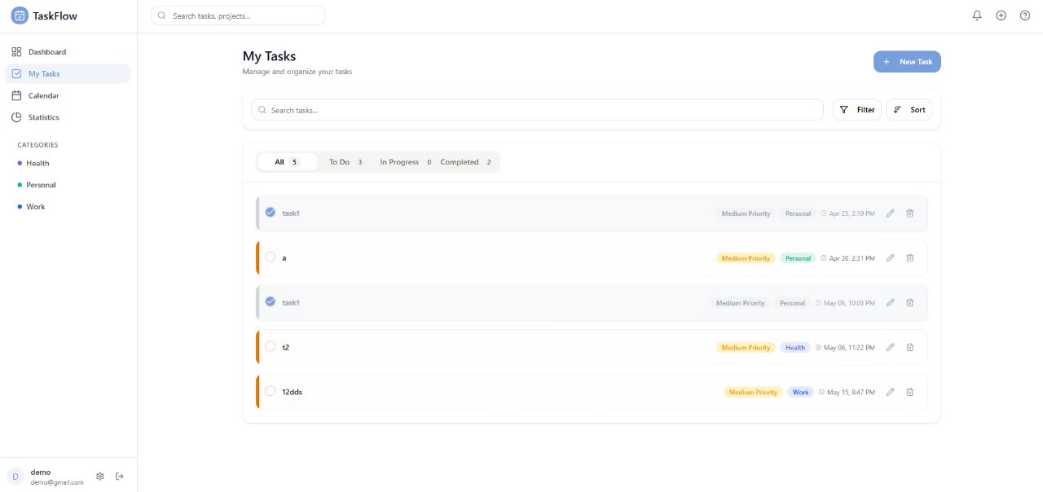 TaskFlow
Search tasks, projects...
Dashboard
My Tasks
Calendar
Statistics
CATEGORIES
Health
Personal
Work
D
demo
demo@gmail.com
My Tasks
Manage and organize your tasks
New Task
Search tasks...
Filter
Sort
All 5 To Do 3 In Progress 0 Completed 2
task1 Medium Priority Personal Apr 25, 2:19 PM
a Medium Priority Personal Apr 30, 2:31 PM
task1 Medium Priority Personal May 06, 10:03 PM
t2 Medium Priority Health May 06, 11:22 PM
12dds Medium Priority Work May 15, 8:47 PM